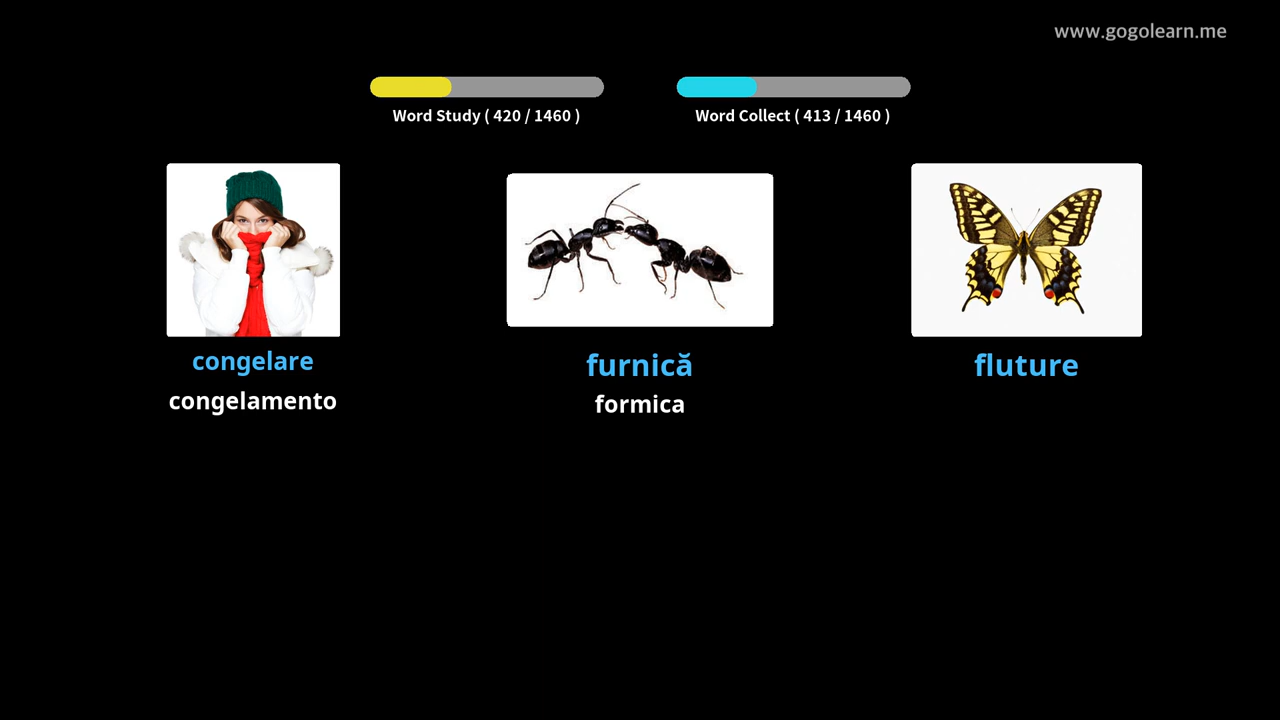 www.gogolearn.me
Word Study ( 420 / 1460 )
Word Collect ( 413 / 1460 )
congelare
congelamento
furnică
formica
fluture